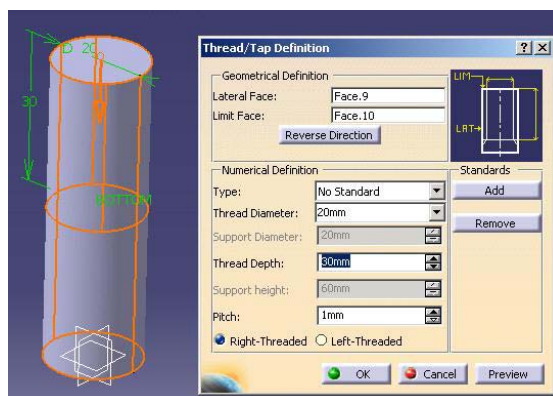 D 20
30
BOTTOM
Thread/Tap Definition
Geometrical Definition
Lateral Face: Face.9
Limit Face: Face.10
Reverse Direction
LIM
LAT
Numerical Definition
Type: No Standard
Thread Diameter: 20mm
Support Diameter: 20mm
Thread Depth: 30mm
Support height: 60mm
Pitch: 1mm
Right-Threaded Left-Threaded
Standards
Add
Remove
OK Cancel Preview